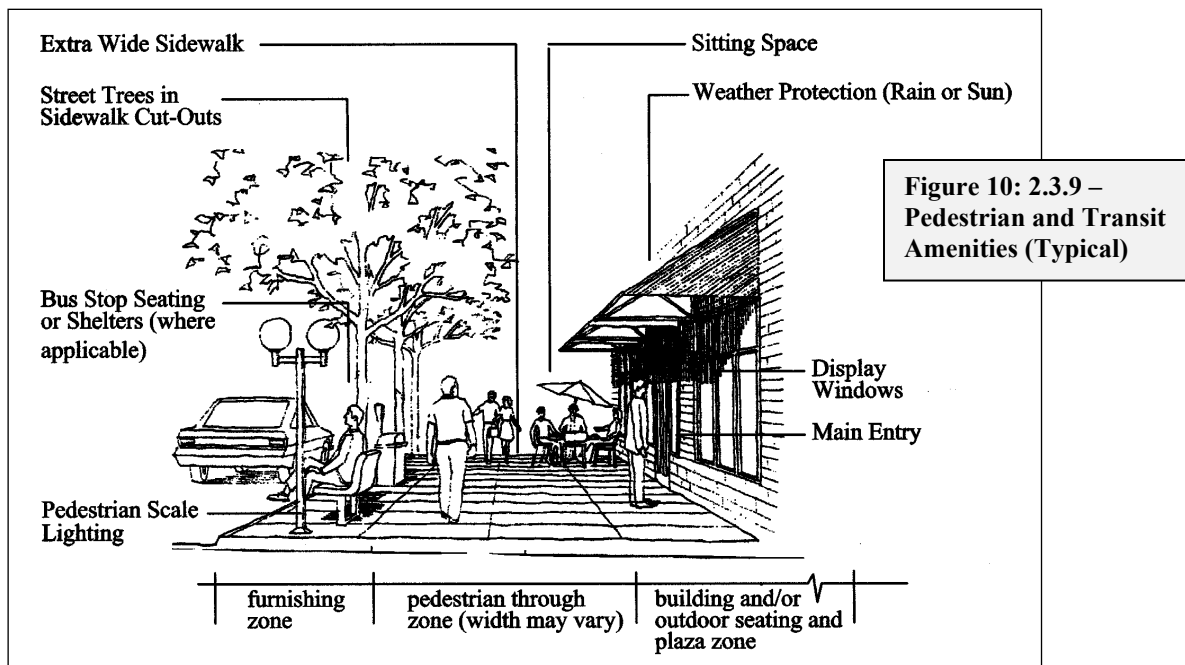 Extra Wide Sidewalk
Sitting Space
Street Trees in
Sidewalk Cut-Outs
Weather Protection (Rain or Sun)
Figure 10: 2.3.9 –
Pedestrian and Transit
Amenities (Typical)
Bus Stop Seating
or Shelters (where
applicable)
Display
Windows
Main Entry
Pedestrian Scale
Lighting
furnishing
zone
pedestrian through
zone (width may vary)
building and/or
outdoor seating and
plaza zone